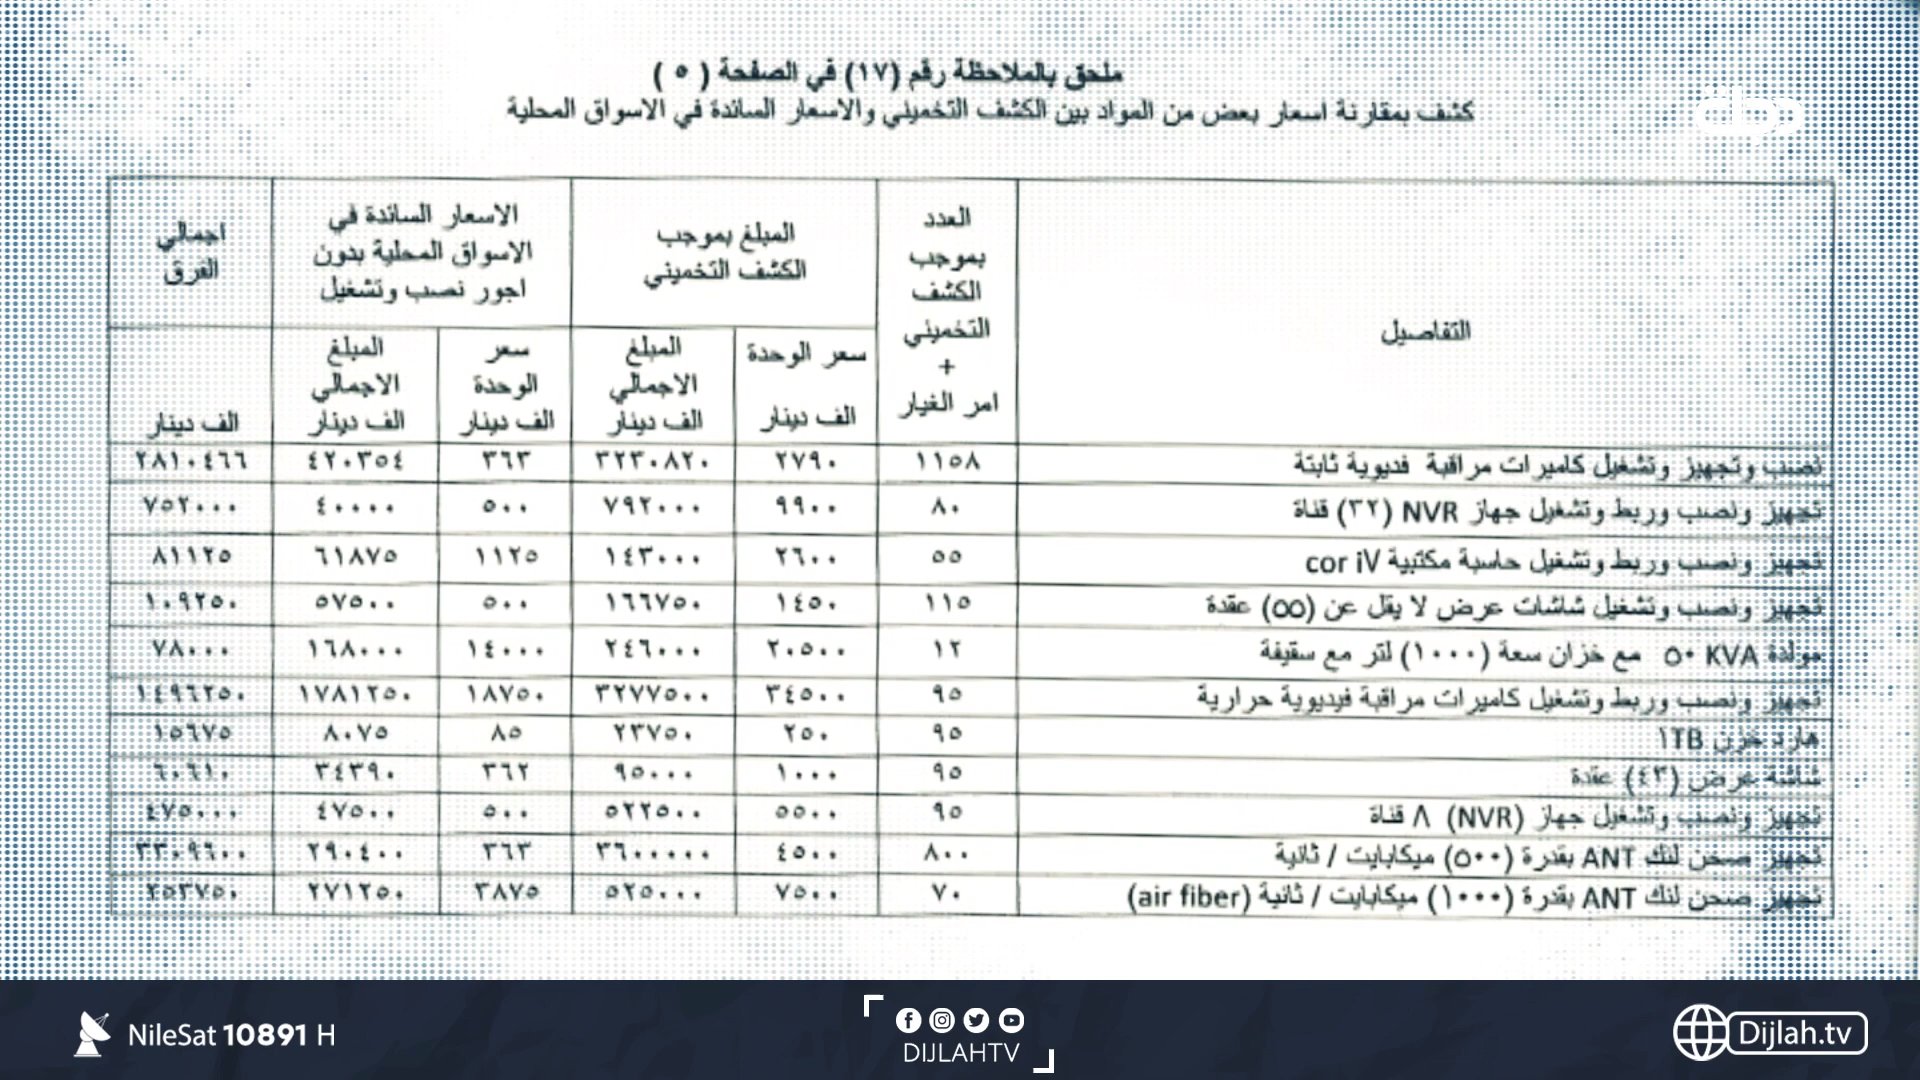 ملحق بالملاحظة رقم (١٧) في الصفحة ( ٥ )
كشف بمقارنة اسعار بعض من المواد بين الكشف التخميني والاسعار السائدة في الاسواق المحلية
دجلة
التفاصيل
العدد
بموجب
الكشف
التخميني
+
امر الغيار
المبلغ بموجب
الكشف التخميني
الاسعار السائدة في
الاسواق المحلية بدون
اجور نصب وتشغيل
اجمالي
الفرق
سعر الوحدة
الف دينار
المبلغ
الاجمالي
الف دينار
سعر
الوحدة
الف دينار
المبلغ
الاجمالي
الف دينار
الف دينار
نصب وتجهيز وتشغيل كاميرات مراقبة فديوية ثابتة ١١٥٨ ٢٧٩٠ ٣٢٣٠٨٢٠ ٣٦٣ ٤٢٠٣٥٤ ٢٨١٠٤٦٦
تجهيز ونصب وربط وتشغيل جهاز NVR (٣٢) قناة ٨٠ ٩٩٠٠ ٧٩٢٠٠٠ ٥٠٠ ٤٠٠٠٠ ٧٥٢٠٠٠
تجهيز ونصب وربط وتشغيل حاسبة مكتبية cor iV ٥٥ ٢٦٠٠ ١٤٣٠٠٠ ١١٢٥ ٦١٨٧٥ ٨١١٢٥
تجهيز ونصب وتشغيل شاشات عرض لا يقل عن (٥٥) عقدة ١١٥ ١٤٥٠ ١٦٦٧٥٠ ٥٠٠ ٥٧٥٠٠ ١٠٩٢٥٠
مولدة ٥٠ KVA مع خزان سعة (١٠٠٠) لتر مع سقيفة ١٢ ٢٠٥٠٠ ٢٤٦٠٠٠ ١٤٠٠٠ ١٦٨٠٠٠ ٧٨٠٠٠
تجهيز ونصب وربط وتشغيل كاميرات مراقبة فيديوية حرارية ٩٥ ٣٤٥٠٠ ٣٢٧٧٥٠٠ ١٨٧٥٠ ١٧٨١٢٥٠ ١٤٩٦٢٥٠
هارد خزن ١TB ٩٥ ٢٥٠ ٢٣٧٥٠ ٨٥ ٨٠٧٥ ١٥٦٧٥
شاشة عرض (٤٣) عقدة ٩٥ ١٠٠٠ ٩٥٠٠٠ ٣٦٢ ٣٤٣٩٠ ٦٠٦١٠
تجهيز ونصب وتشغيل جهاز (NVR) ٨ قناة ٩٥ ٥٥٠٠ ٥٢٢٥٠٠ ٥٠٠ ٤٧٥٠٠ ٤٧٥٠٠٠
تجهيز صحن لنك ANT بقدرة (٥٠٠) ميكابايت / ثانية ٨٠٠ ٤٥٠٠ ٣٦٠٠٠٠٠ ٣٦٣ ٢٩٠٤٠٠ ٣٣٠٩٦٠٠
تجهيز صحن لنك ANT بقدرة (١٠٠٠) ميكابايت / ثانية (air fiber) ٧٠ ٧٥٠٠ ٥٢٥٠٠٠ ٣٨٧٥ ٢٧١٢٥٠ ٢٥٣٧٥٠
NileSat 10891 H
DIJLAHTV
Dijlah.tv